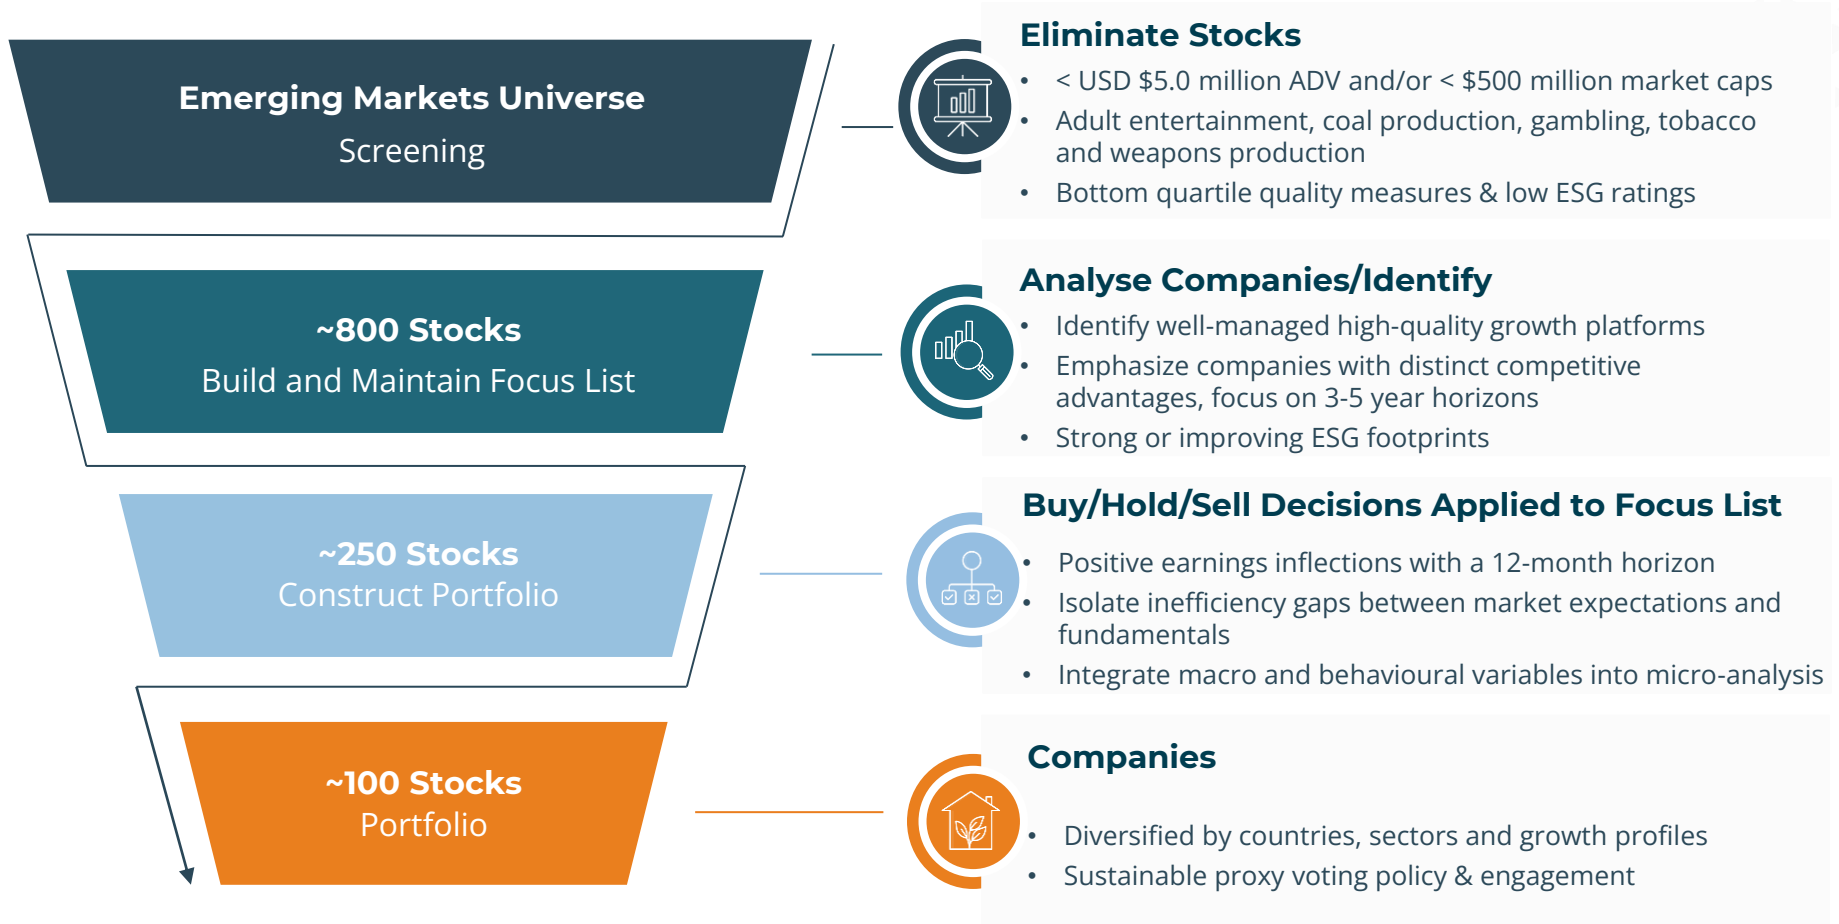 Emerging Markets Universe
Screening
Eliminate Stocks
• < USD $5.0 million ADV and/or < $500 million market caps
• Adult entertainment, coal production, gambling, tobacco
and weapons production
• Bottom quartile quality measures & low ESG ratings
~800 Stocks
Build and Maintain Focus List
Analyse Companies/Identify
• Identify well-managed high-quality growth platforms
• Emphasize companies with distinct competitive
advantages, focus on 3-5 year horizons
• Strong or improving ESG footprints
~250 Stocks
Construct Portfolio
Buy/Hold/Sell Decisions Applied to Focus List
• Positive earnings inflections with a 12-month horizon
• Isolate inefficiency gaps between market expectations and
fundamentals
• Integrate macro and behavioural variables into micro-analysis
~100 Stocks
Portfolio
Companies
• Diversified by countries, sectors and growth profiles
• Sustainable proxy voting policy & engagement